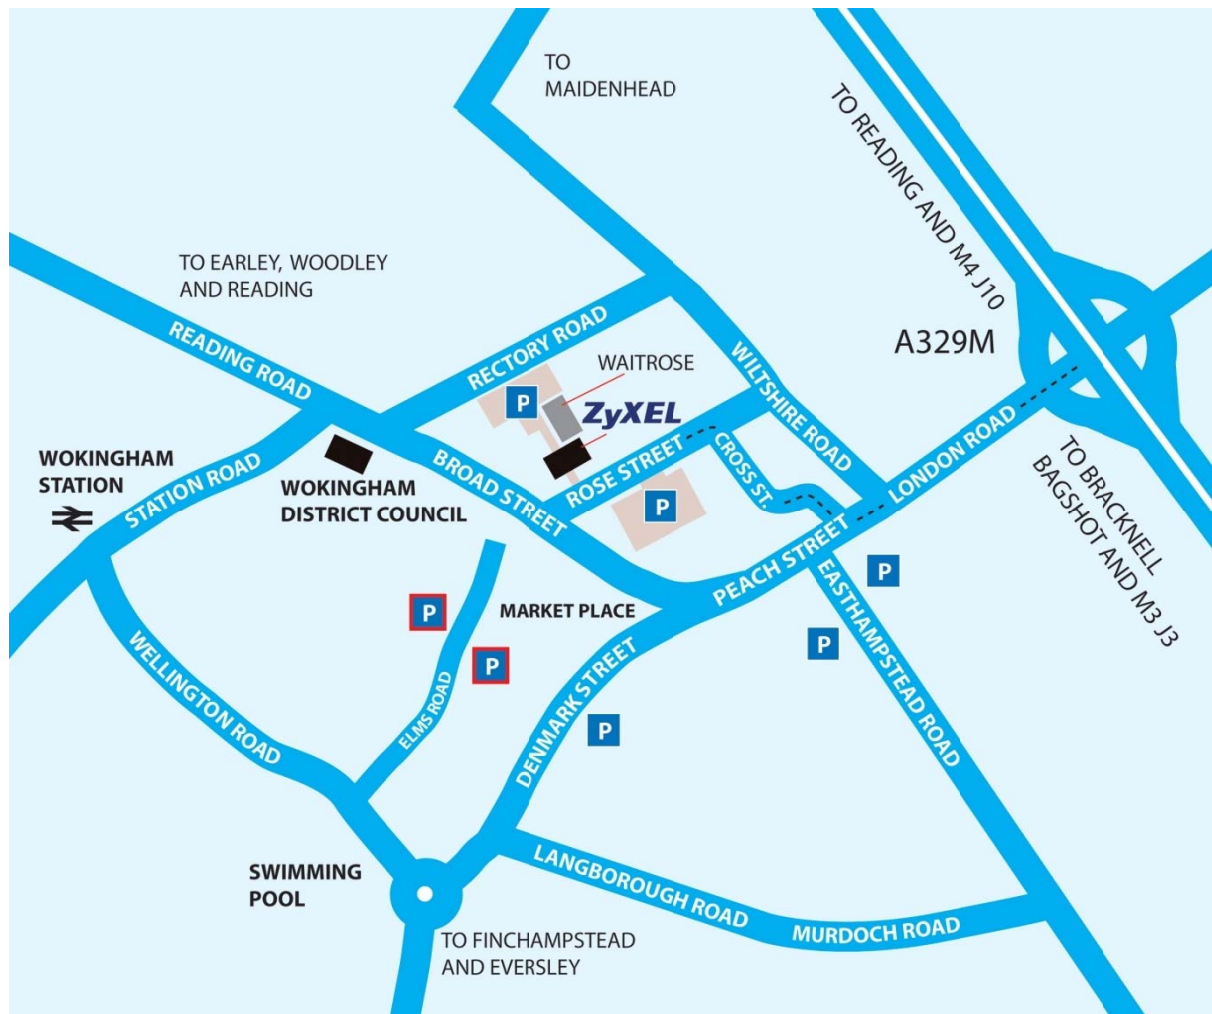 TO
MAIDENHEAD
TO READING AND M4 J10
TO EARLEY, WOODLEY
AND READING
READING ROAD
RECTORY ROAD
WAITROSE
P
ZyXEL
WILTSHIRE ROAD
A329M
LONDON ROAD
TO BRACKNELL
BAGSHOT AND M3 J3
WOKINGHAM
STATION
STATION ROAD
WOKINGHAM
DISTRICT COUNCIL
BROAD STREET
ROSE STREET
CROSS ST.
P
PEACH STREET
P
EASTHAMPSTEAD ROAD
P
MARKET PLACE
P
P
WELLINGTON ROAD
ELMS ROAD
DENMARK STREET
P
SWIMMING
POOL
LANGBOROUGH ROAD
MURDOCH ROAD
TO FINCHAMPSTEAD
AND EVERSLEY